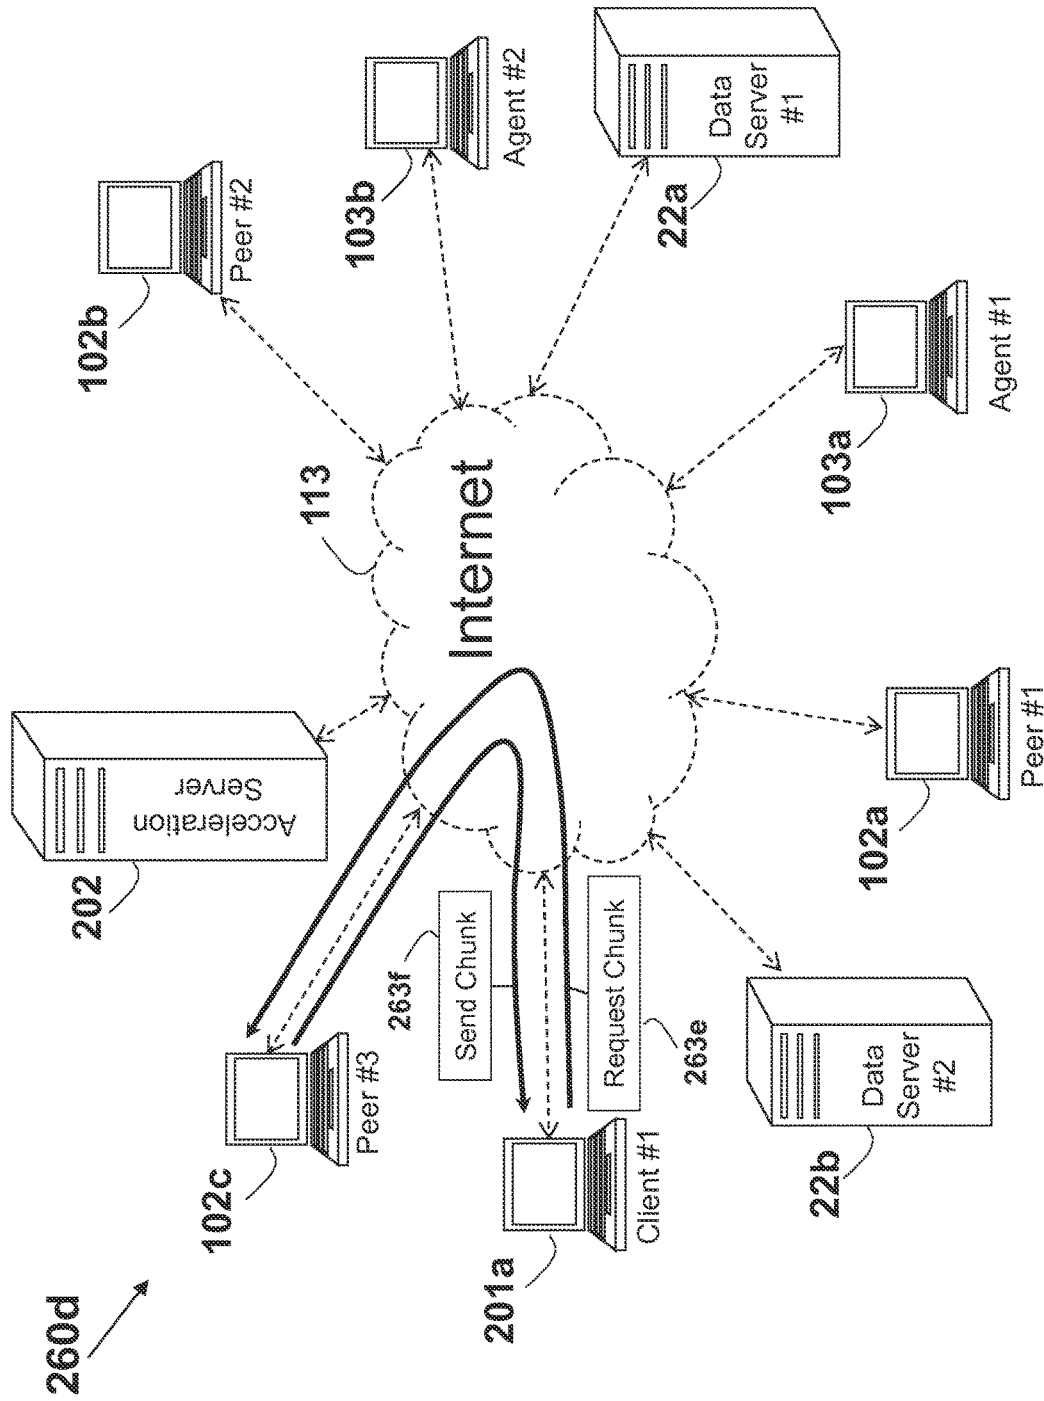 260d
202
Acceleration
Server
102b
Peer #2
103b
Agent #2
22a
Data
Server
#1
113
Internet
103a
Agent #1
102c
Peer #3
263f
Send Chunk
201a
Client #1
Request Chunk
263e
22b
Data
Server
#2
102a
Peer #1